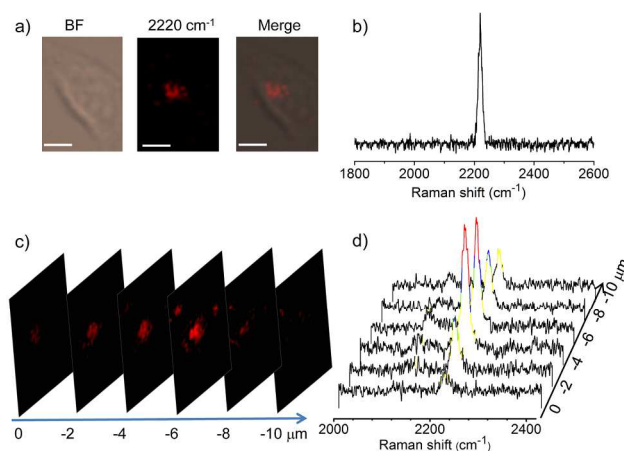 a) BF 2220 cm⁻¹ Merge
b)
1800 2000 2200 2400 2600
Raman shift (cm⁻¹)
c)
0 -2 -4 -6 -8 -10 μm
d)
0 -2 -4 -6 -8 -10 μm
2000 2200 2400
Raman shift (cm⁻¹)